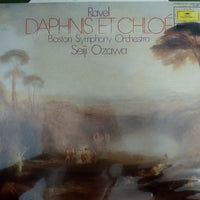 Ravel
DAPHNIS ET CHLOÉ
Boston Symphony Orchestra
Seiji Ozawa